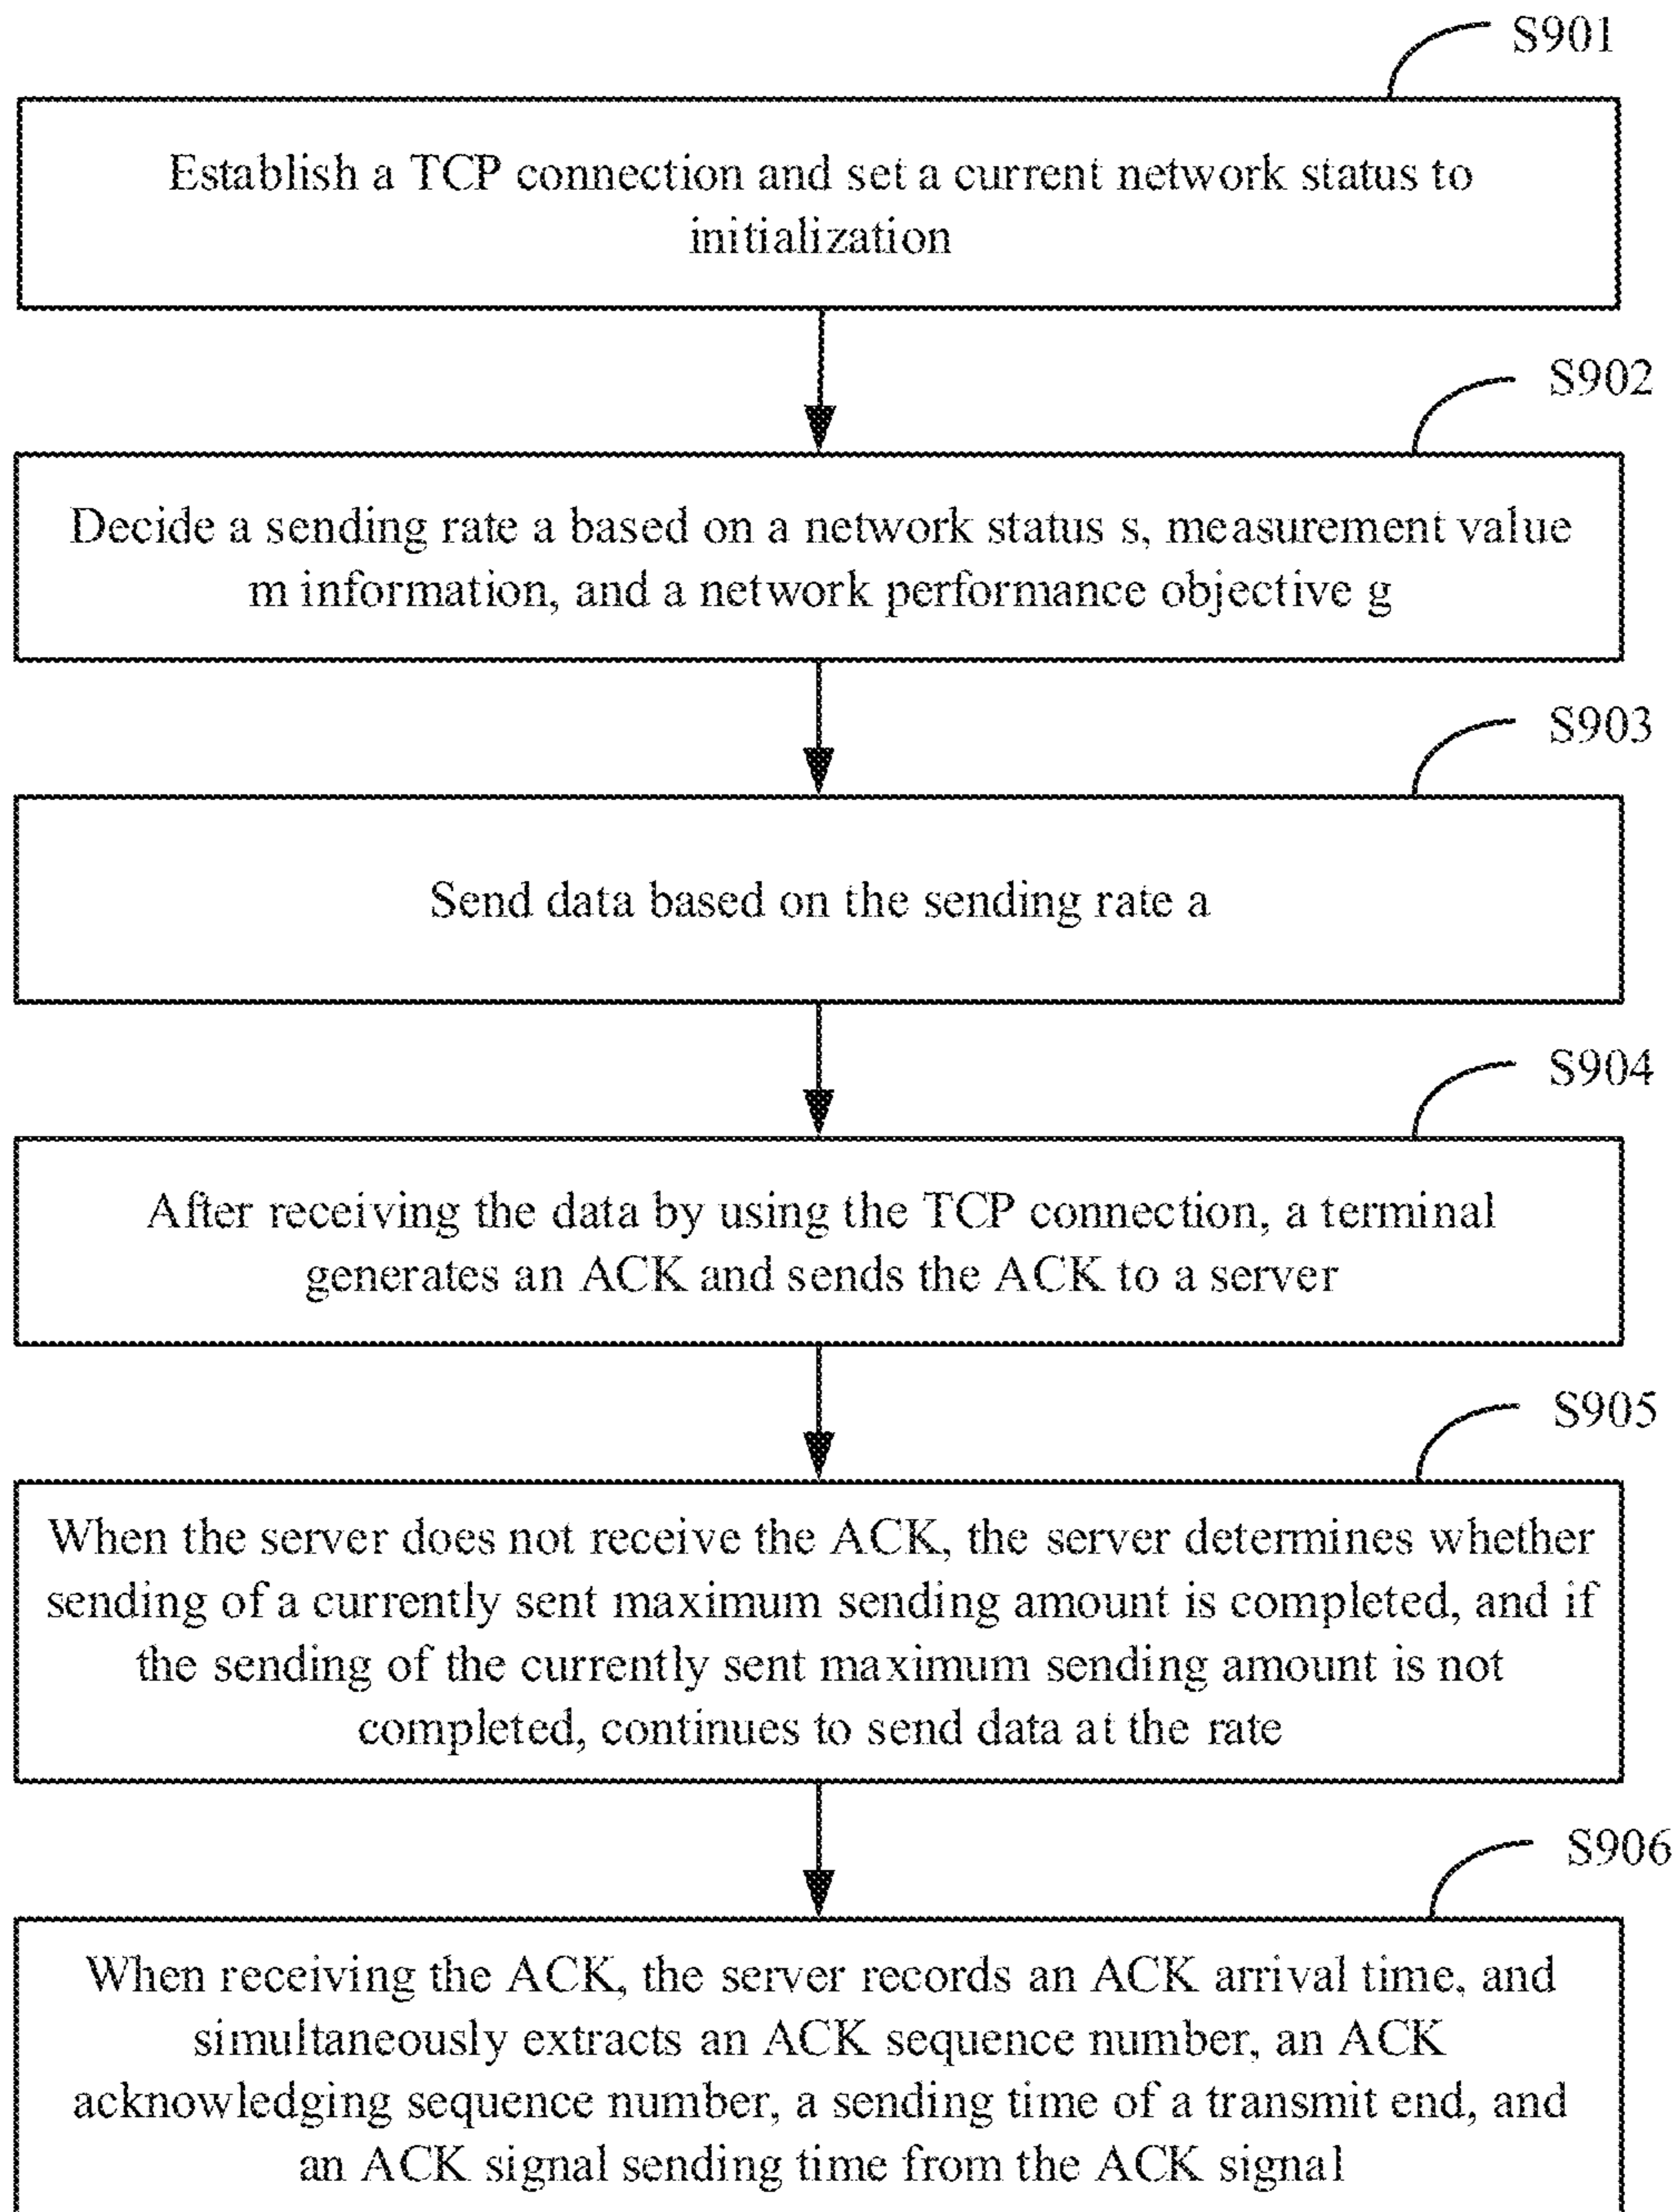 S901
Establish a TCP connection and set a current network status to
initialization
S902
Decide a sending rate a based on a network status s, measurement value
m information, and a network performance objective g
S903
Send data based on the sending rate a
S904
After receiving the data by using the TCP connection, a terminal
generates an ACK and sends the ACK to a server
S905
When the server does not receive the ACK, the server determines whether
sending of a currently sent maximum sending amount is completed, and if
the sending of the currently sent maximum sending amount is not
completed, continues to send data at the rate
S906
When receiving the ACK, the server records an ACK arrival time, and
simultaneously extracts an ACK sequence number, an ACK
acknowledging sequence number, a sending time of a transmit end, and
an ACK signal sending time from the ACK signal